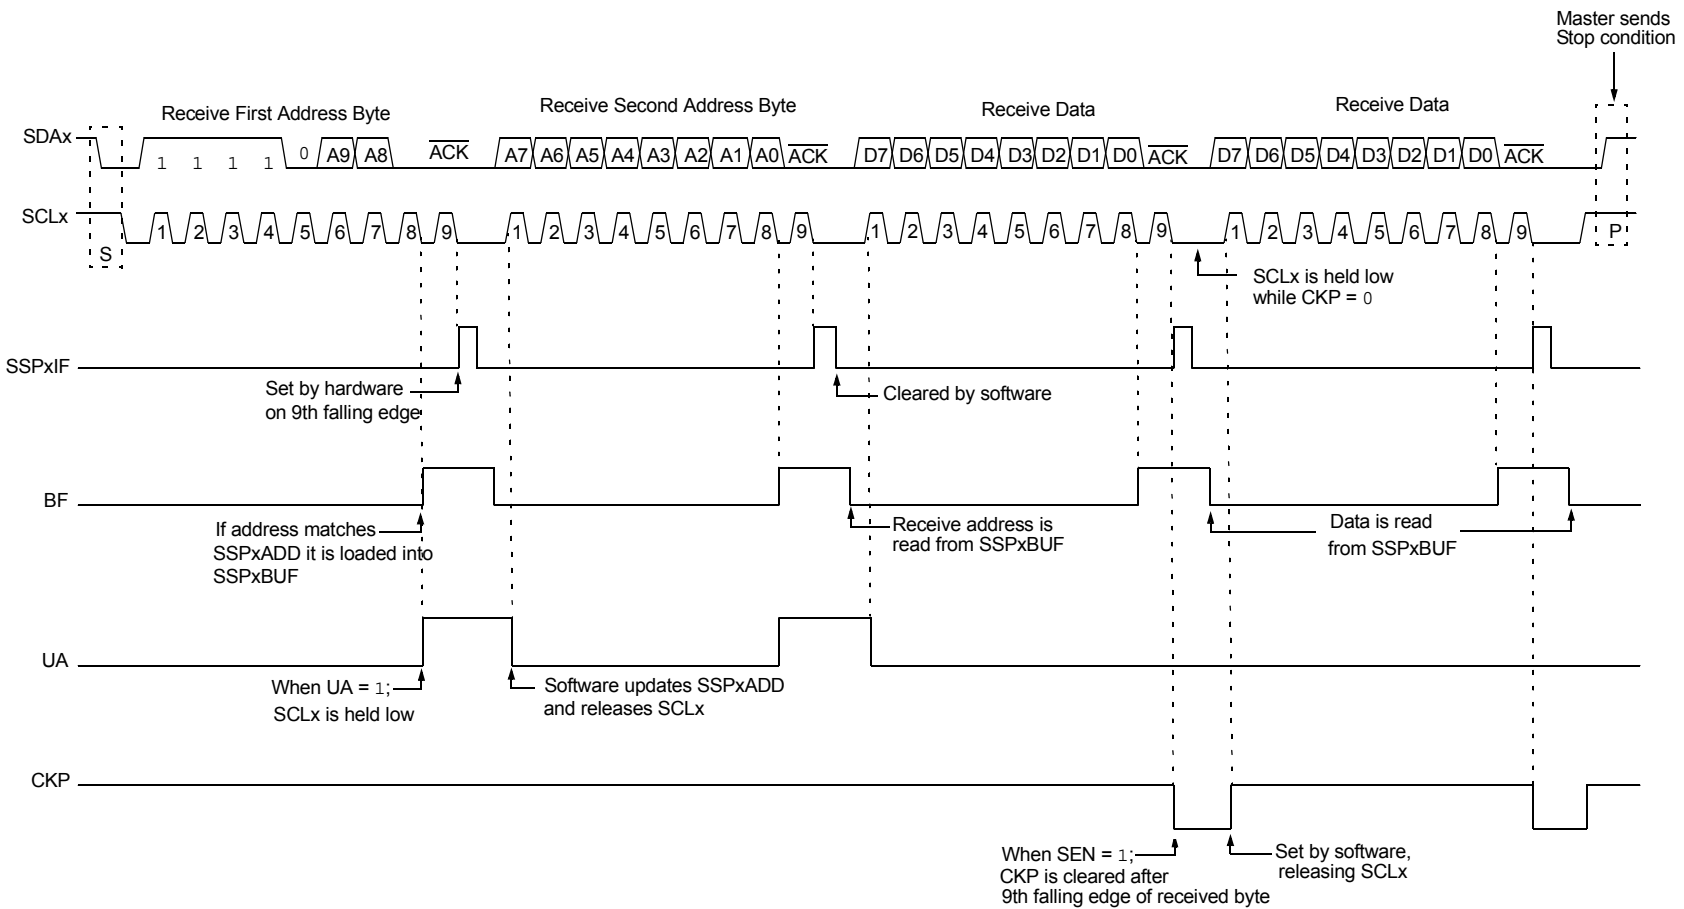 Master sends
Stop condition
Receive First Address Byte
Receive Second Address Byte
Receive Data
Receive Data
SDAx
1 1 1 1 0 A9 A8 ACK A7 A6 A5 A4 A3 A2 A1 A0 ACK D7 D6 D5 D4 D3 D2 D1 D0 ACK D7 D6 D5 D4 D3 D2 D1 D0 ACK
SCLx
S 1 2 3 4 5 6 7 8 9 1 2 3 4 5 6 7 8 9 1 2 3 4 5 6 7 8 9 1 2 3 4 5 6 7 8 9 P
SCLx is held low
while CKP = 0
SSPxIF
Set by hardware
on 9th falling edge
Cleared by software
BF
If address matches
SSPxADD it is loaded into
SSPxBUF
Receive address is
read from SSPxBUF
Data is read
from SSPxBUF
UA
When UA = 1;
SCLx is held low
Software updates SSPxADD
and releases SCLx
CKP
When SEN = 1;
CKP is cleared after
9th falling edge of received byte
Set by software,
releasing SCLx